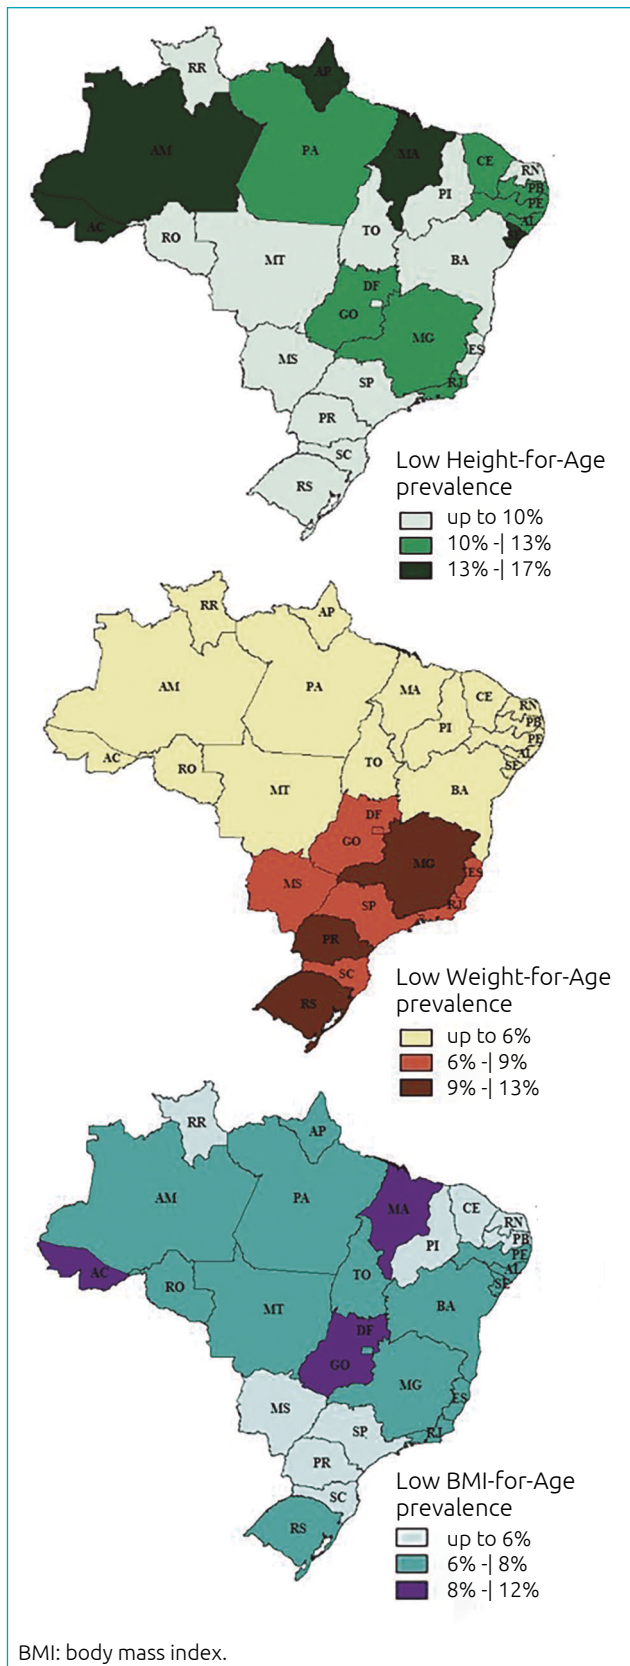 RR
AP
AM
PA
MA
CE
RN
PB
PE
AL
PI
AC
RO
TO
MT
BA
DF
GO
MG
ES
MS
SP
RJ
PR
SC
RS
Low Height-for-Age
prevalence
up to 10%
10% -| 13%
13% -| 17%
RR
AP
AM
PA
MA
CE
RN
PB
PE
AL
SE
PI
AC
RO
TO
MT
BA
DF
GO
MG
ES
MS
SP
RJ
PR
SC
RS
Low Weight-for-Age
prevalence
up to 6%
6% -| 9%
9% -| 13%
RR
AP
AM
PA
MA
CE
RN
PB
PE
AL
SE
PI
AC
RO
TO
MT
BA
DF
GO
MG
ES
MS
SP
RJ
PR
SC
RS
Low BMI-for-Age
prevalence
up to 6%
6% -| 8%
8% -| 12%
BMI: body mass index.